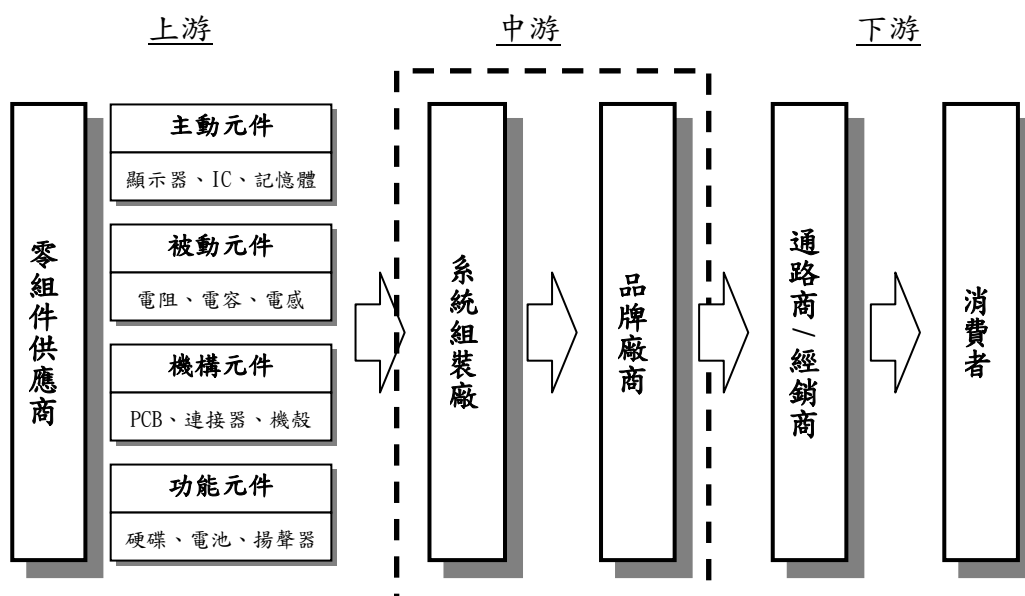 上游
中游
下游
零組件供應商
主動元件
顯示器、IC、記憶體
被動元件
電阻、電容、電感
機構元件
PCB、連接器、機殼
功能元件
硬碟、電池、揚聲器
系統組裝廠
品牌廠商
通路商/經銷商
消費者